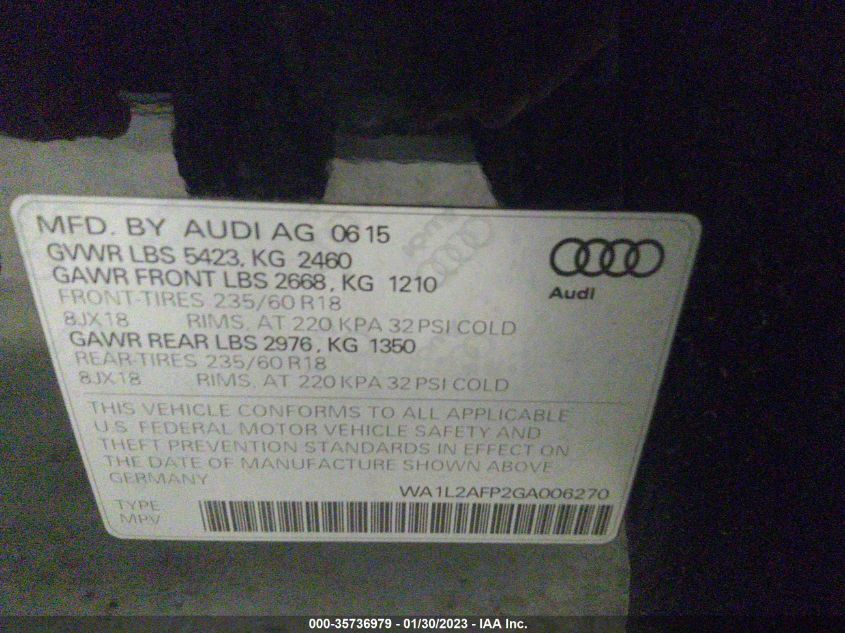 MFD. BY AUDI AG 0615
GVWR LBS 5423, KG 2460
GAWR FRONT LBS 2668, KG 1210
FRONT-TIRES 235/60 R18
8JX18 RIMS, AT 220 KPA 32 PSI COLD
GAWR REAR LBS 2976, KG 1350
REAR-TIRES 235/60 R18
8JX18 RIMS, AT 220 KPA 32 PSI COLD
Audi
THIS VEHICLE CONFORMS TO ALL APPLICABLE
U.S. FEDERAL MOTOR VEHICLE SAFETY AND
THEFT PREVENTION STANDARDS IN EFFECT ON
THE DATE OF MANUFACTURE SHOWN ABOVE
GERMANY
WA1L2AFP2GA006270
TYPE
MPV
000-35736979 - 01/30/2023 - IAA Inc.